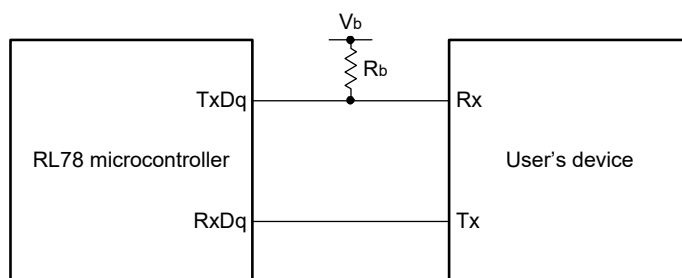 Vb
Rb
TxDq
Rx
RL78 microcontroller
User’s device
RxDq
Tx